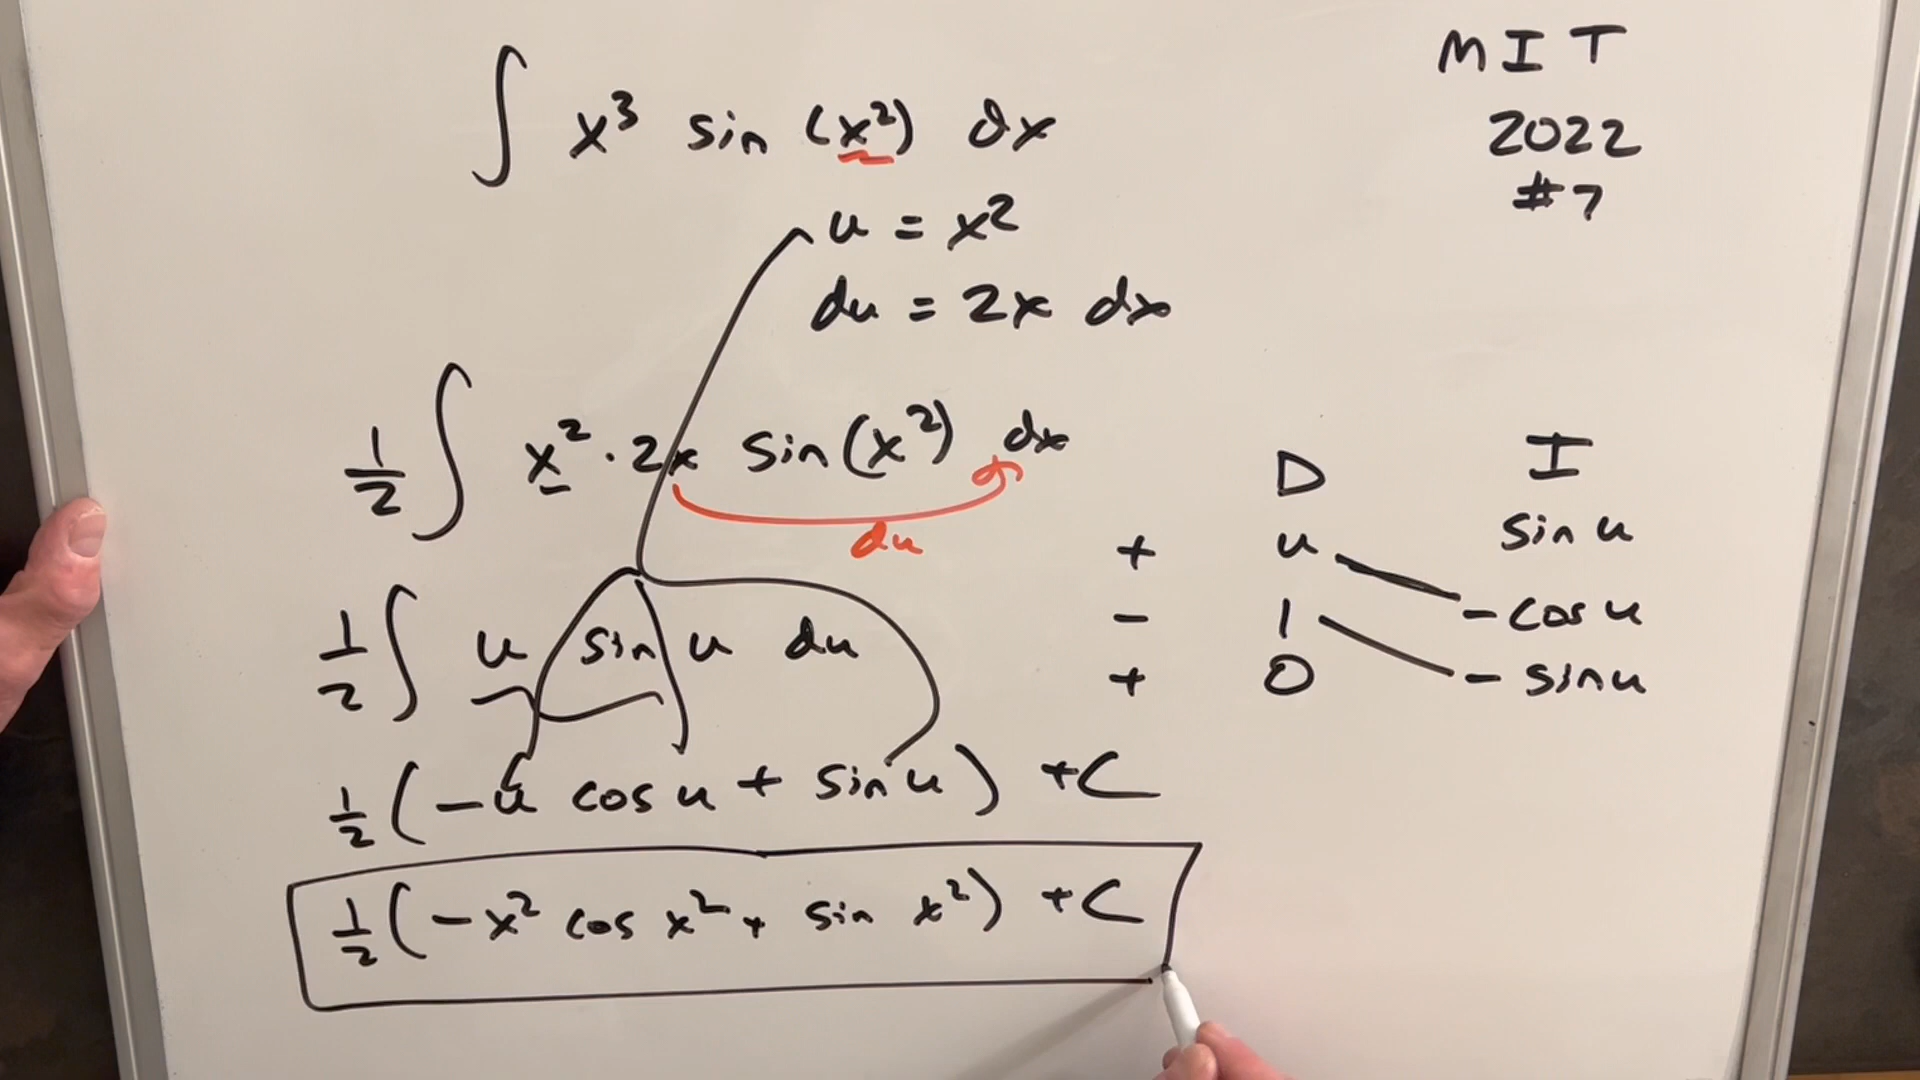 ∫ x³ sin (x²) dx
MIT
2022
#7
u = x²
du = 2x dx
1/2 ∫ x² · 2x sin(x²) dx
du
1/2 ∫ u sin u du
D I
+ u sin u
- 1 - cos u
+ 0 - sin u
1/2 (-u cos u + sin u) + C
1/2 (-x² cos x² + sin x²) + C